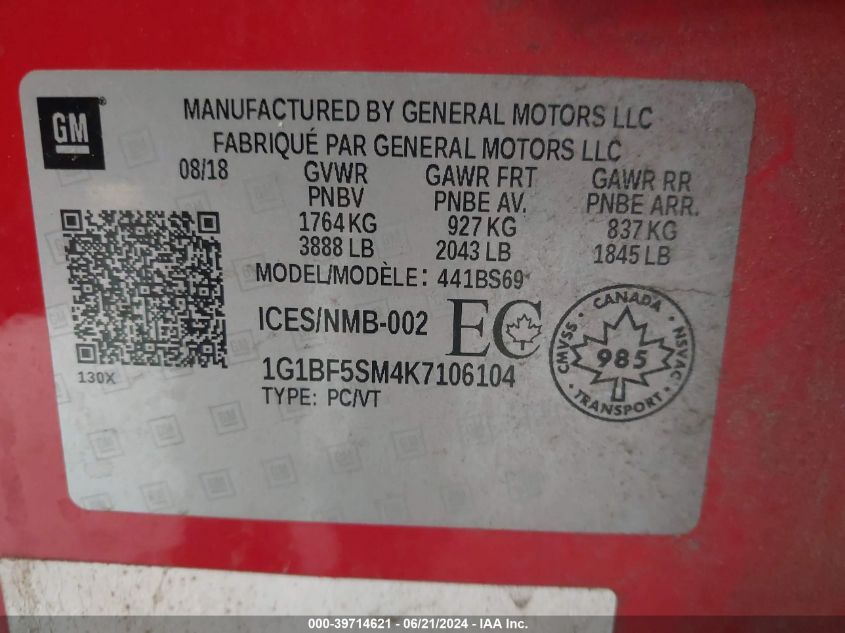 GM
MANUFACTURED BY GENERAL MOTORS LLC
FABRIQUÉ PAR GENERAL MOTORS LLC
08/18 GVWR GAWR FRT GAWR RR
PNBV PNBE AV. PNBE ARR.
1764 KG 927 KG 837 KG
3888 LB 2043 LB 1845 LB
MODEL/MODÈLE: 441BS69*
ICES/NMB-002 EC
CANADA
CMVSS 985 NSVAC
TRANSPORT
130X
1G1BF5SM4K7106104
TYPE: PC/VT
000-39714621 - 06/21/2024 - IAA Inc.